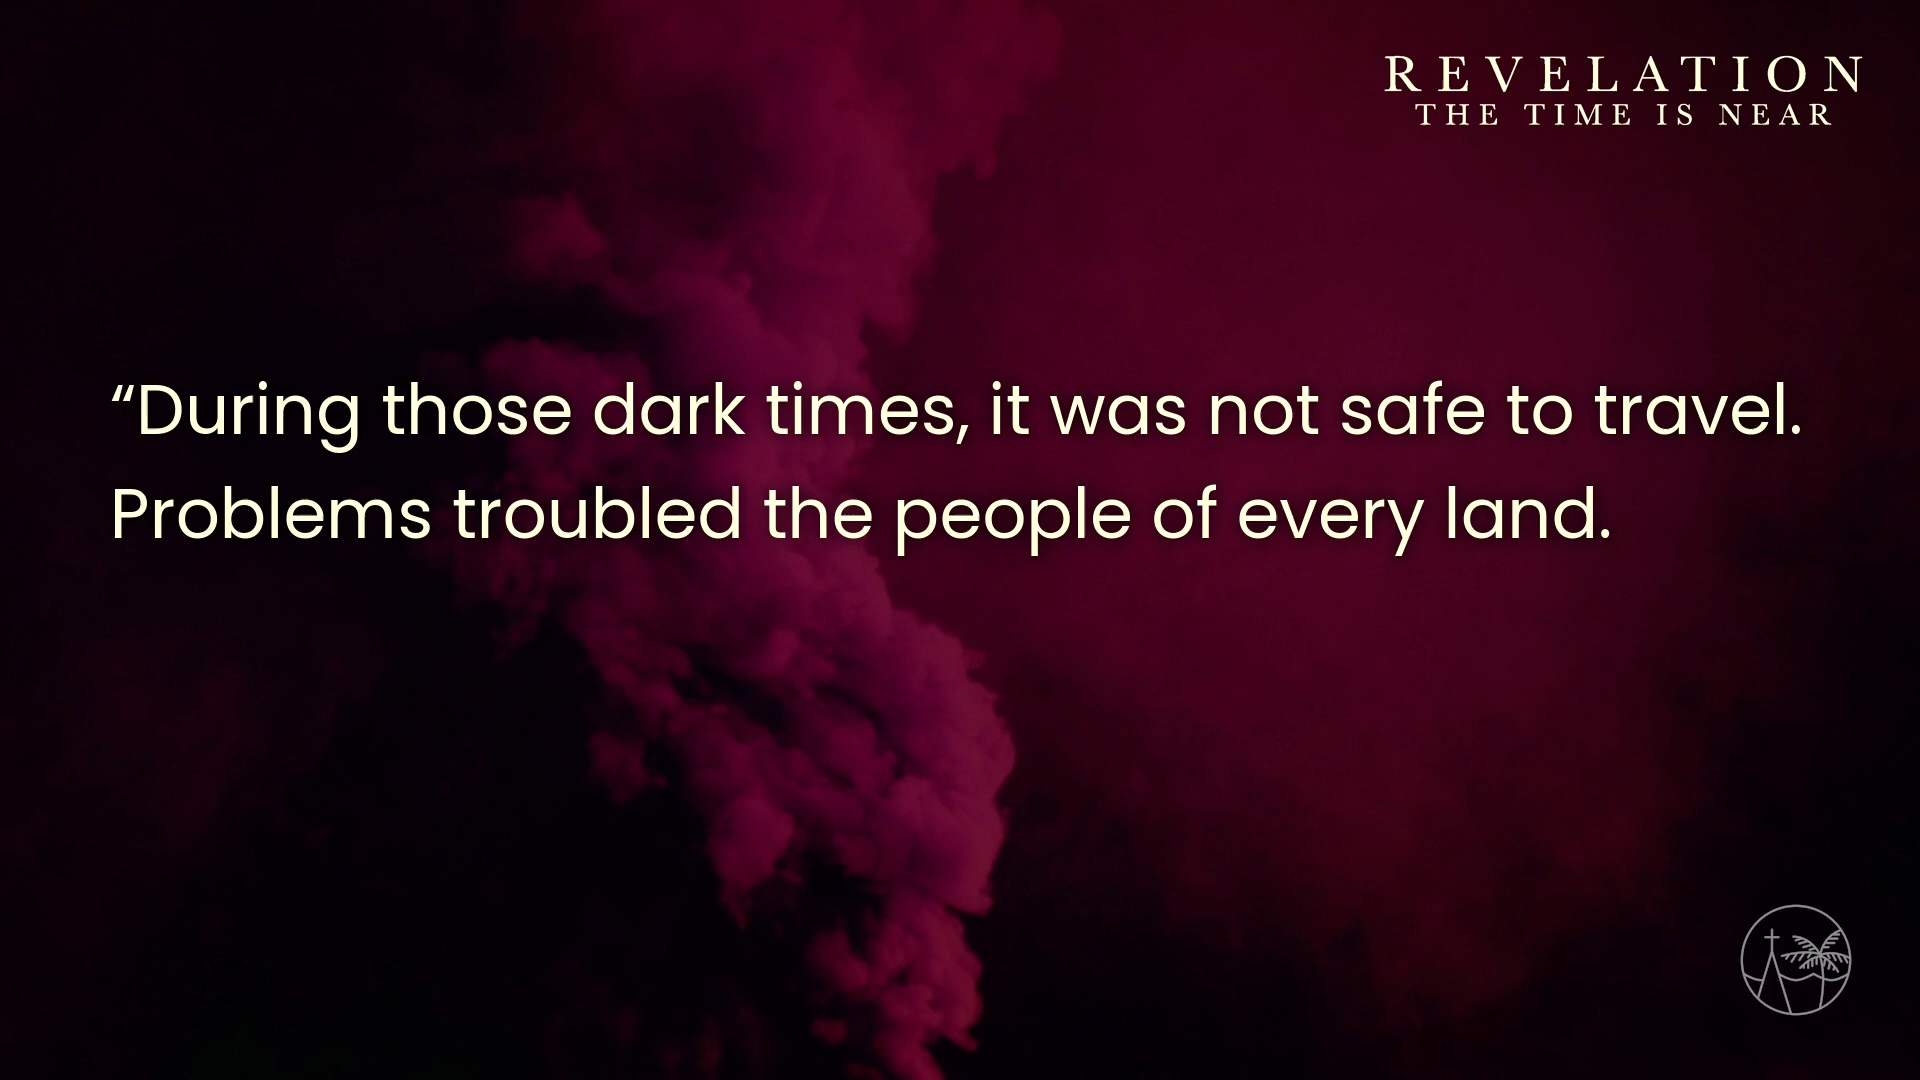 REVELATION
THE TIME IS NEAR
“During those dark times, it was not safe to travel.
Problems troubled the people of every land.